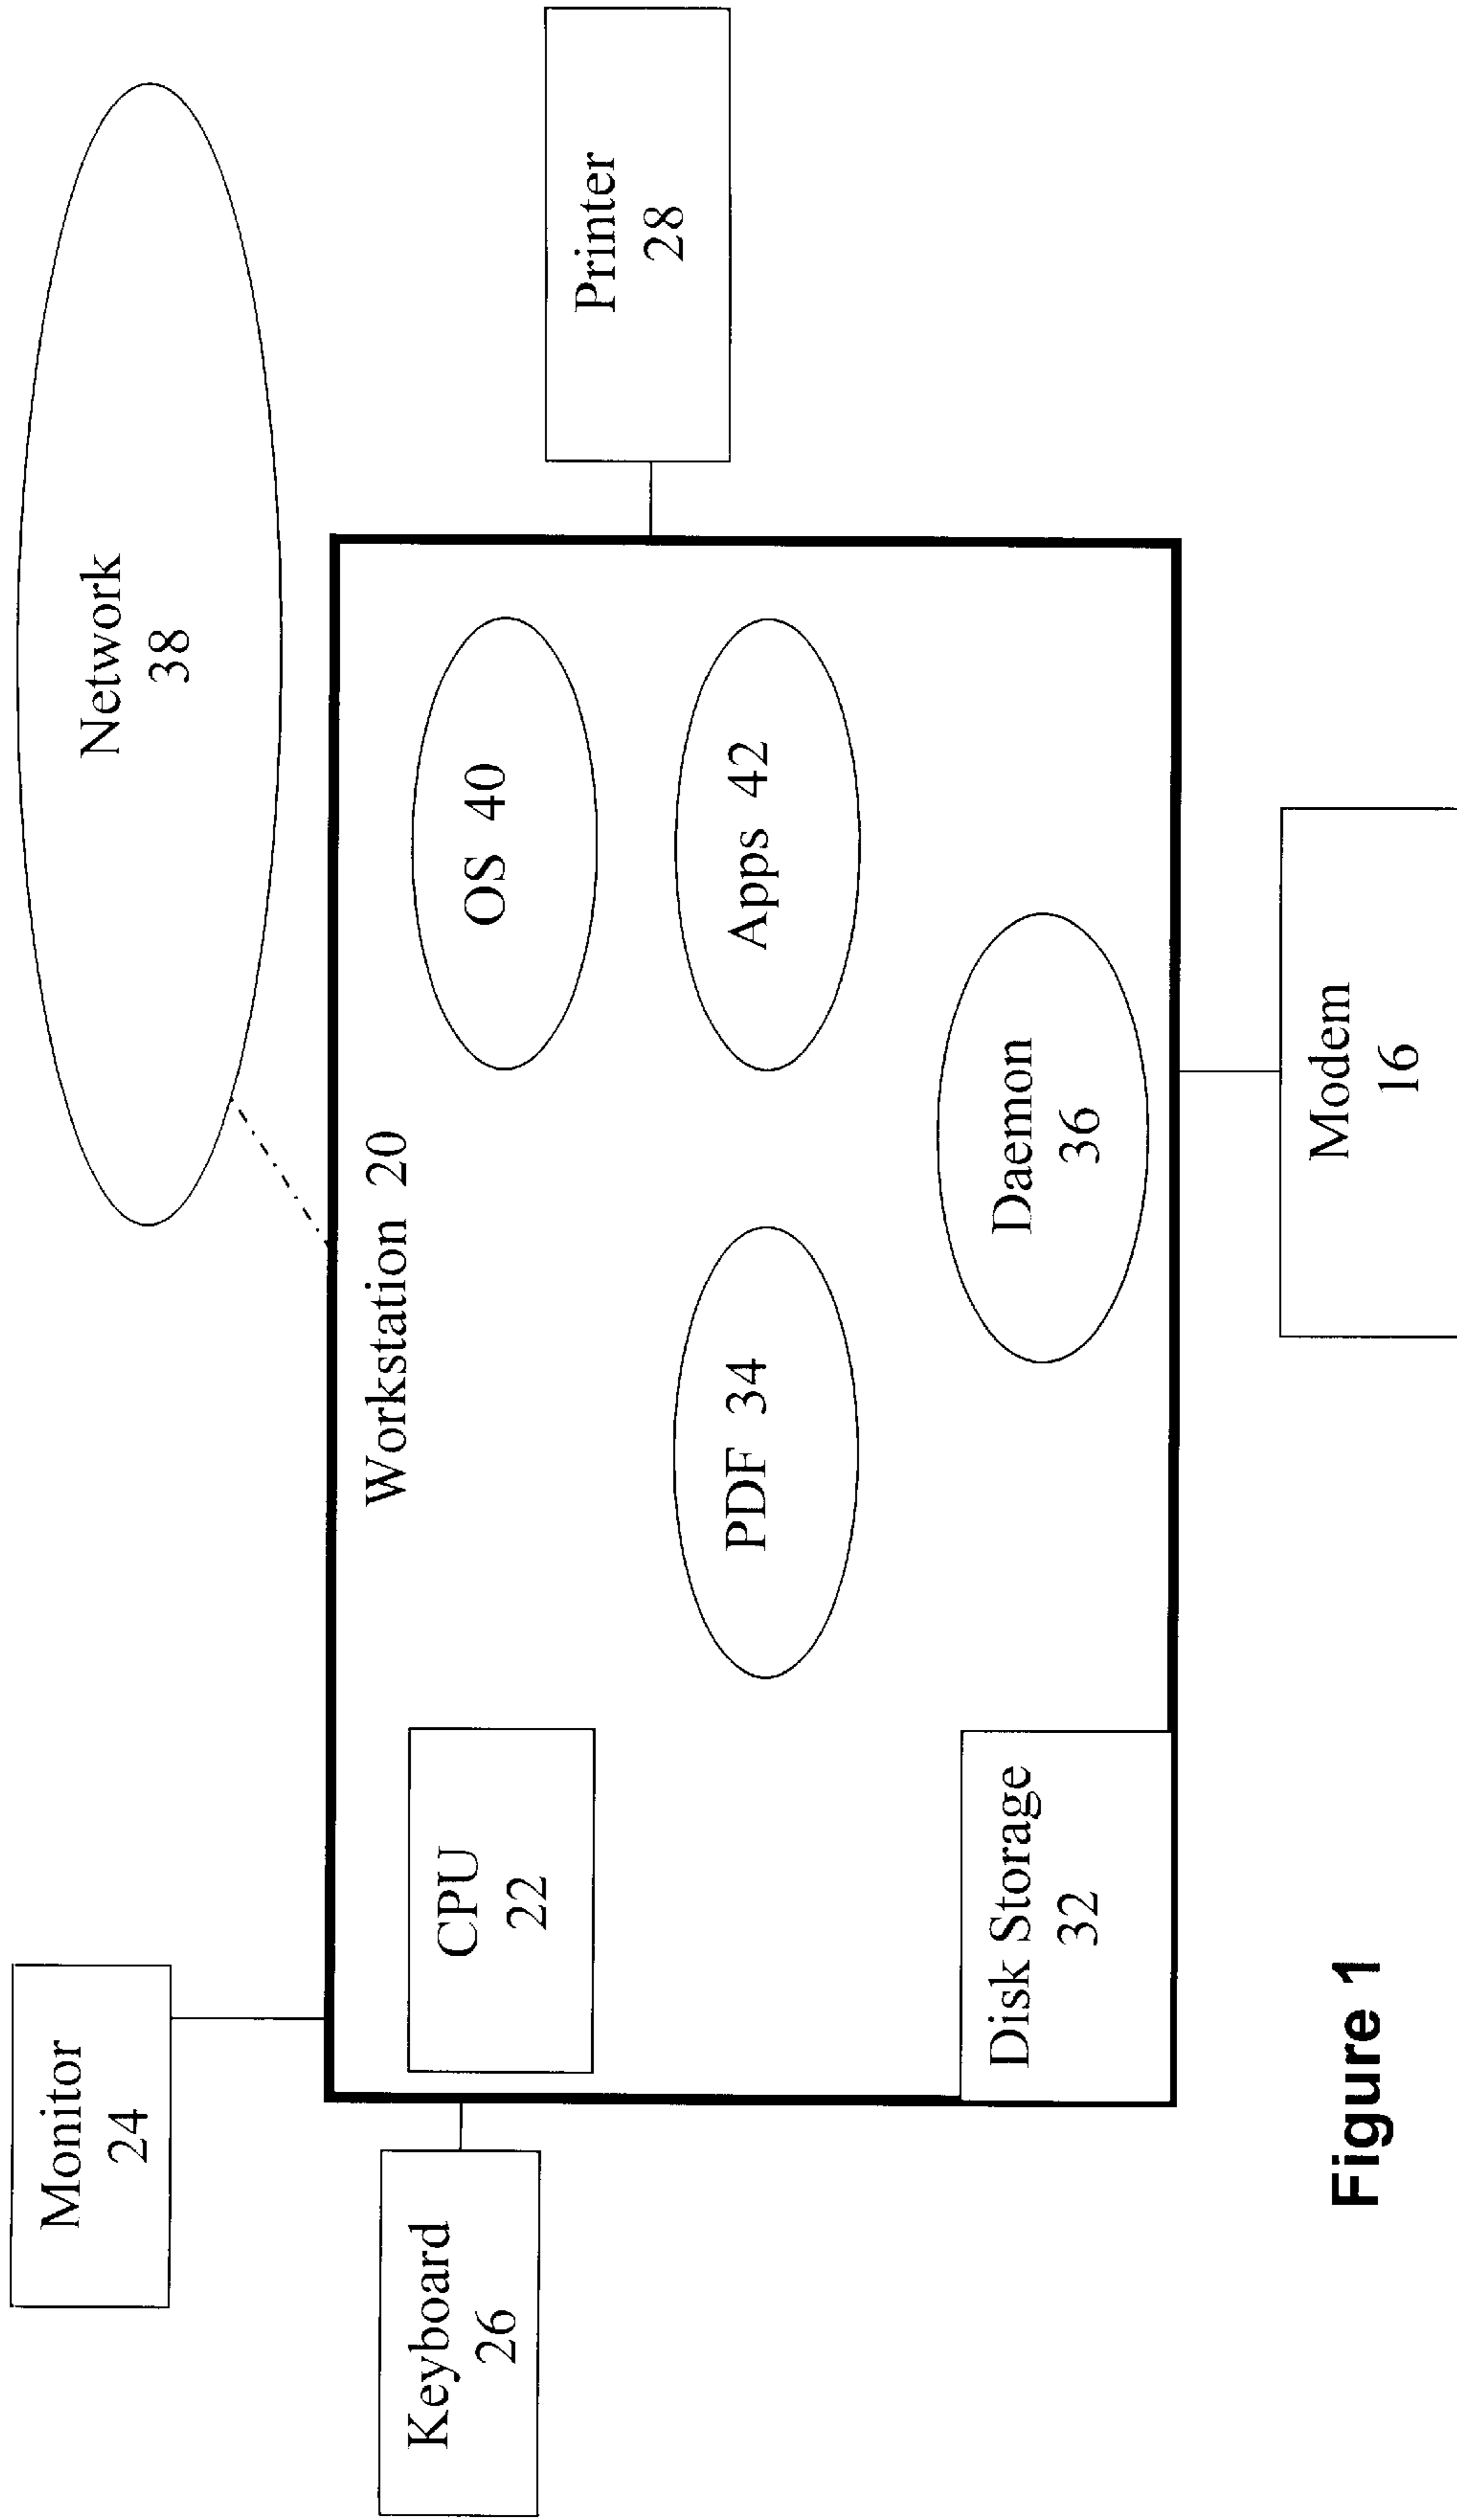 Monitor
24
Network
38
Keyboard
26
Workstation 20
CPU
22
OS 40
Printer
28
PDF 34
Apps 42
Disk Storage
32
Daemon
36
Modem
16
Figure 1